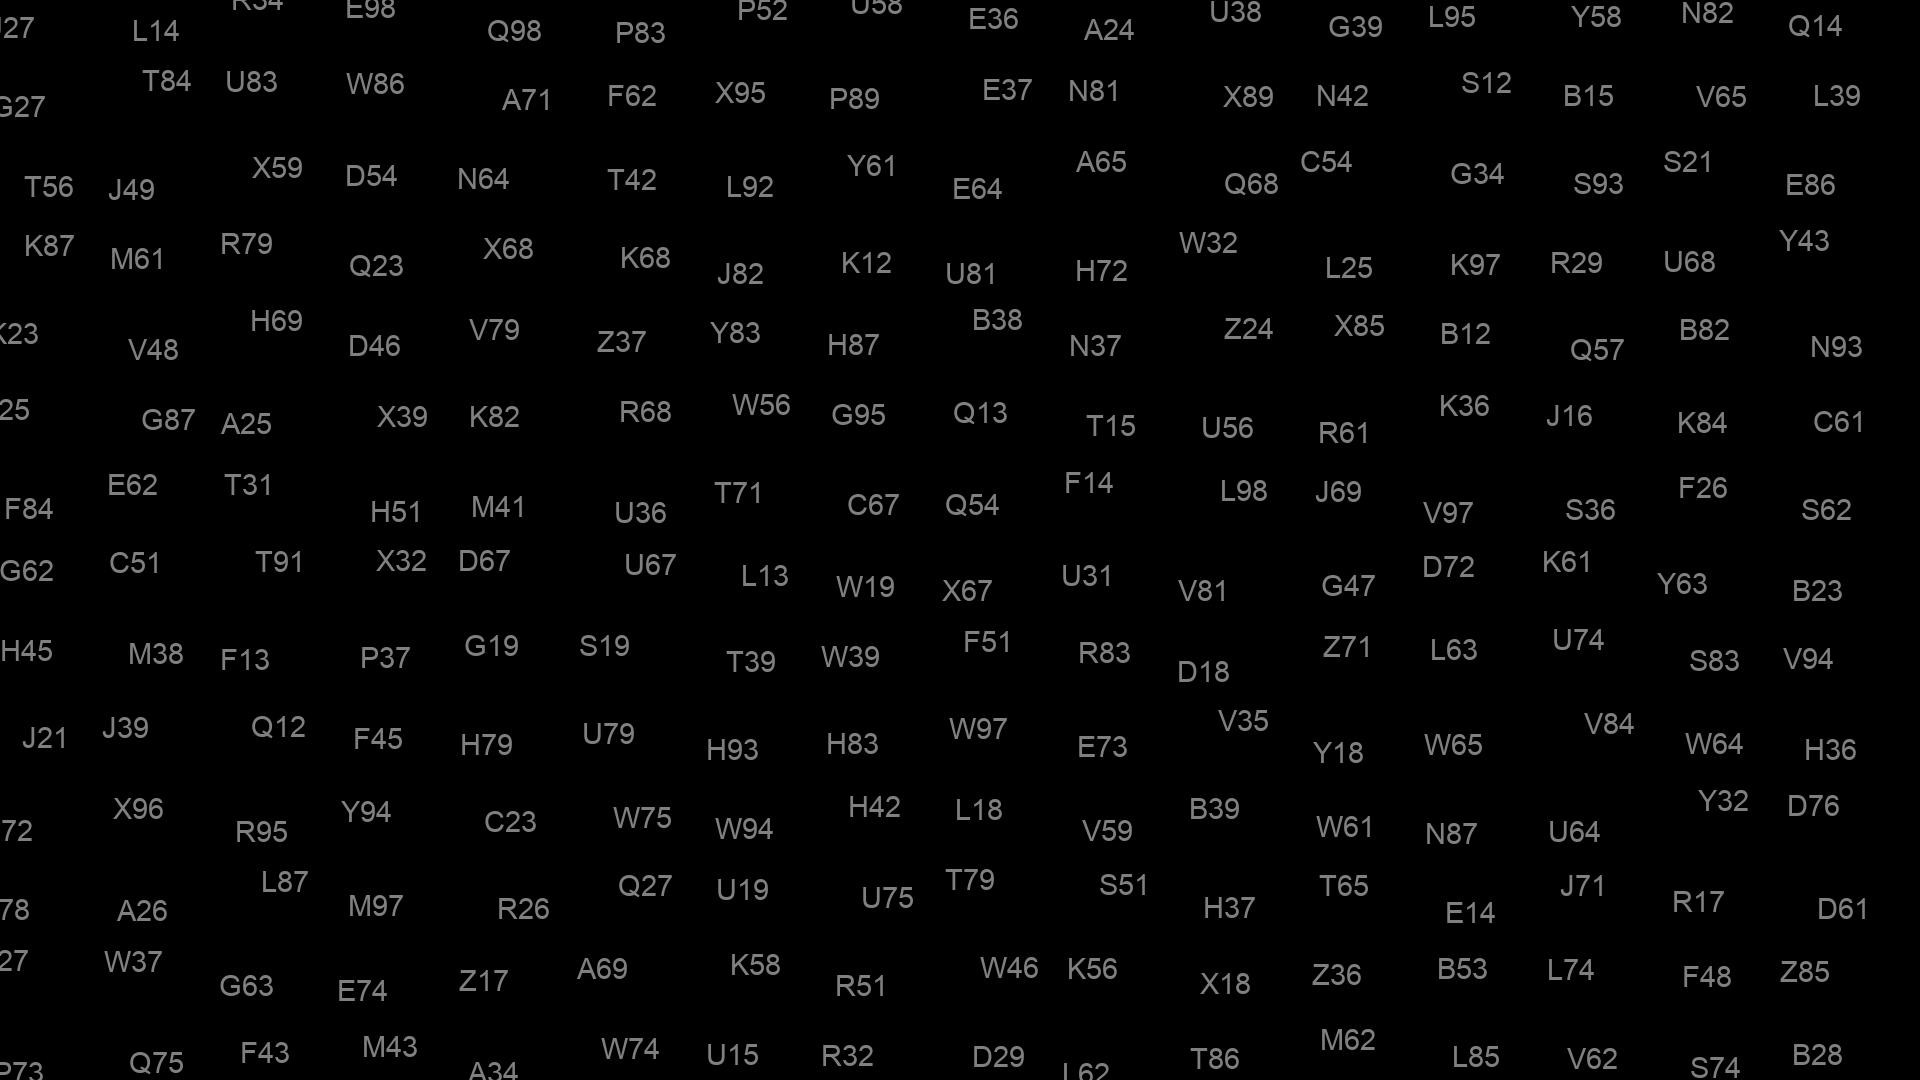 L14 R34 E98 Q98 P83 P52 U58 E36 A24 U38 G39 L95 Y58 N82 Q14
G27 T84 U83 W86 A71 F62 X95 P89 E37 N81 X89 N42 S12 B15 V65 L39
T56 J49 X59 D54 N64 T42 L92 Y61 E64 A65 Q68 C54 G34 S93 S21 E86
K87 M61 R79 Q23 X68 K68 J82 K12 U81 H72 W32 L25 K97 R29 U68 Y43
K23 V48 H69 D46 V79 Z37 Y83 H87 B38 N37 Z24 X85 B12 Q57 B82 N93
25 G87 A25 X39 K82 R68 W56 G95 Q13 T15 U56 R61 K36 J16 K84 C61
F84 E62 T31 H51 M41 U36 T71 C67 Q54 F14 L98 J69 V97 S36 F26 S62
G62 C51 T91 X32 D67 U67 L13 W19 X67 U31 V81 G47 D72 K61 Y63 B23
H45 M38 F13 P37 G19 S19 T39 W39 F51 R83 D18 Z71 L63 U74 S83 V94
J21 J39 Q12 F45 H79 U79 H93 H83 W97 E73 V35 Y18 W65 V84 W64 H36
72 X96 R95 Y94 C23 W75 W94 H42 L18 V59 B39 W61 N87 U64 Y32 D76
78 A26 L87 M97 R26 Q27 U19 U75 T79 S51 H37 T65 E14 J71 R17 D61
27 W37 G63 E74 Z17 A69 K58 R51 W46 K56 X18 Z36 B53 L74 F48 Z85
P73 Q75 F43 M43 A34 W74 U15 R32 D29 L62 T86 M62 L85 V62 S74 B28